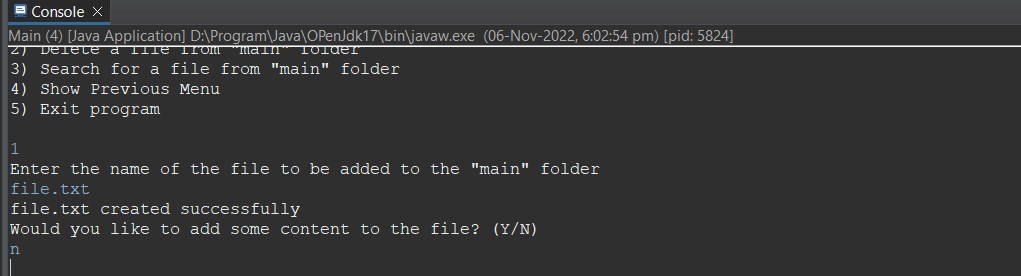 Console
Main (4) [Java Application] D:\Program\Java\OPenJdk17\bin\javaw.exe (06-Nov-2022, 6:02:54 pm) [pid: 5824]
2) Delete a file from "main" folder
3) Search for a file from "main" folder
4) Show Previous Menu
5) Exit program
1
Enter the name of the file to be added to the "main" folder
file.txt
file.txt created successfully
Would you like to add some content to the file? (Y/N)
n